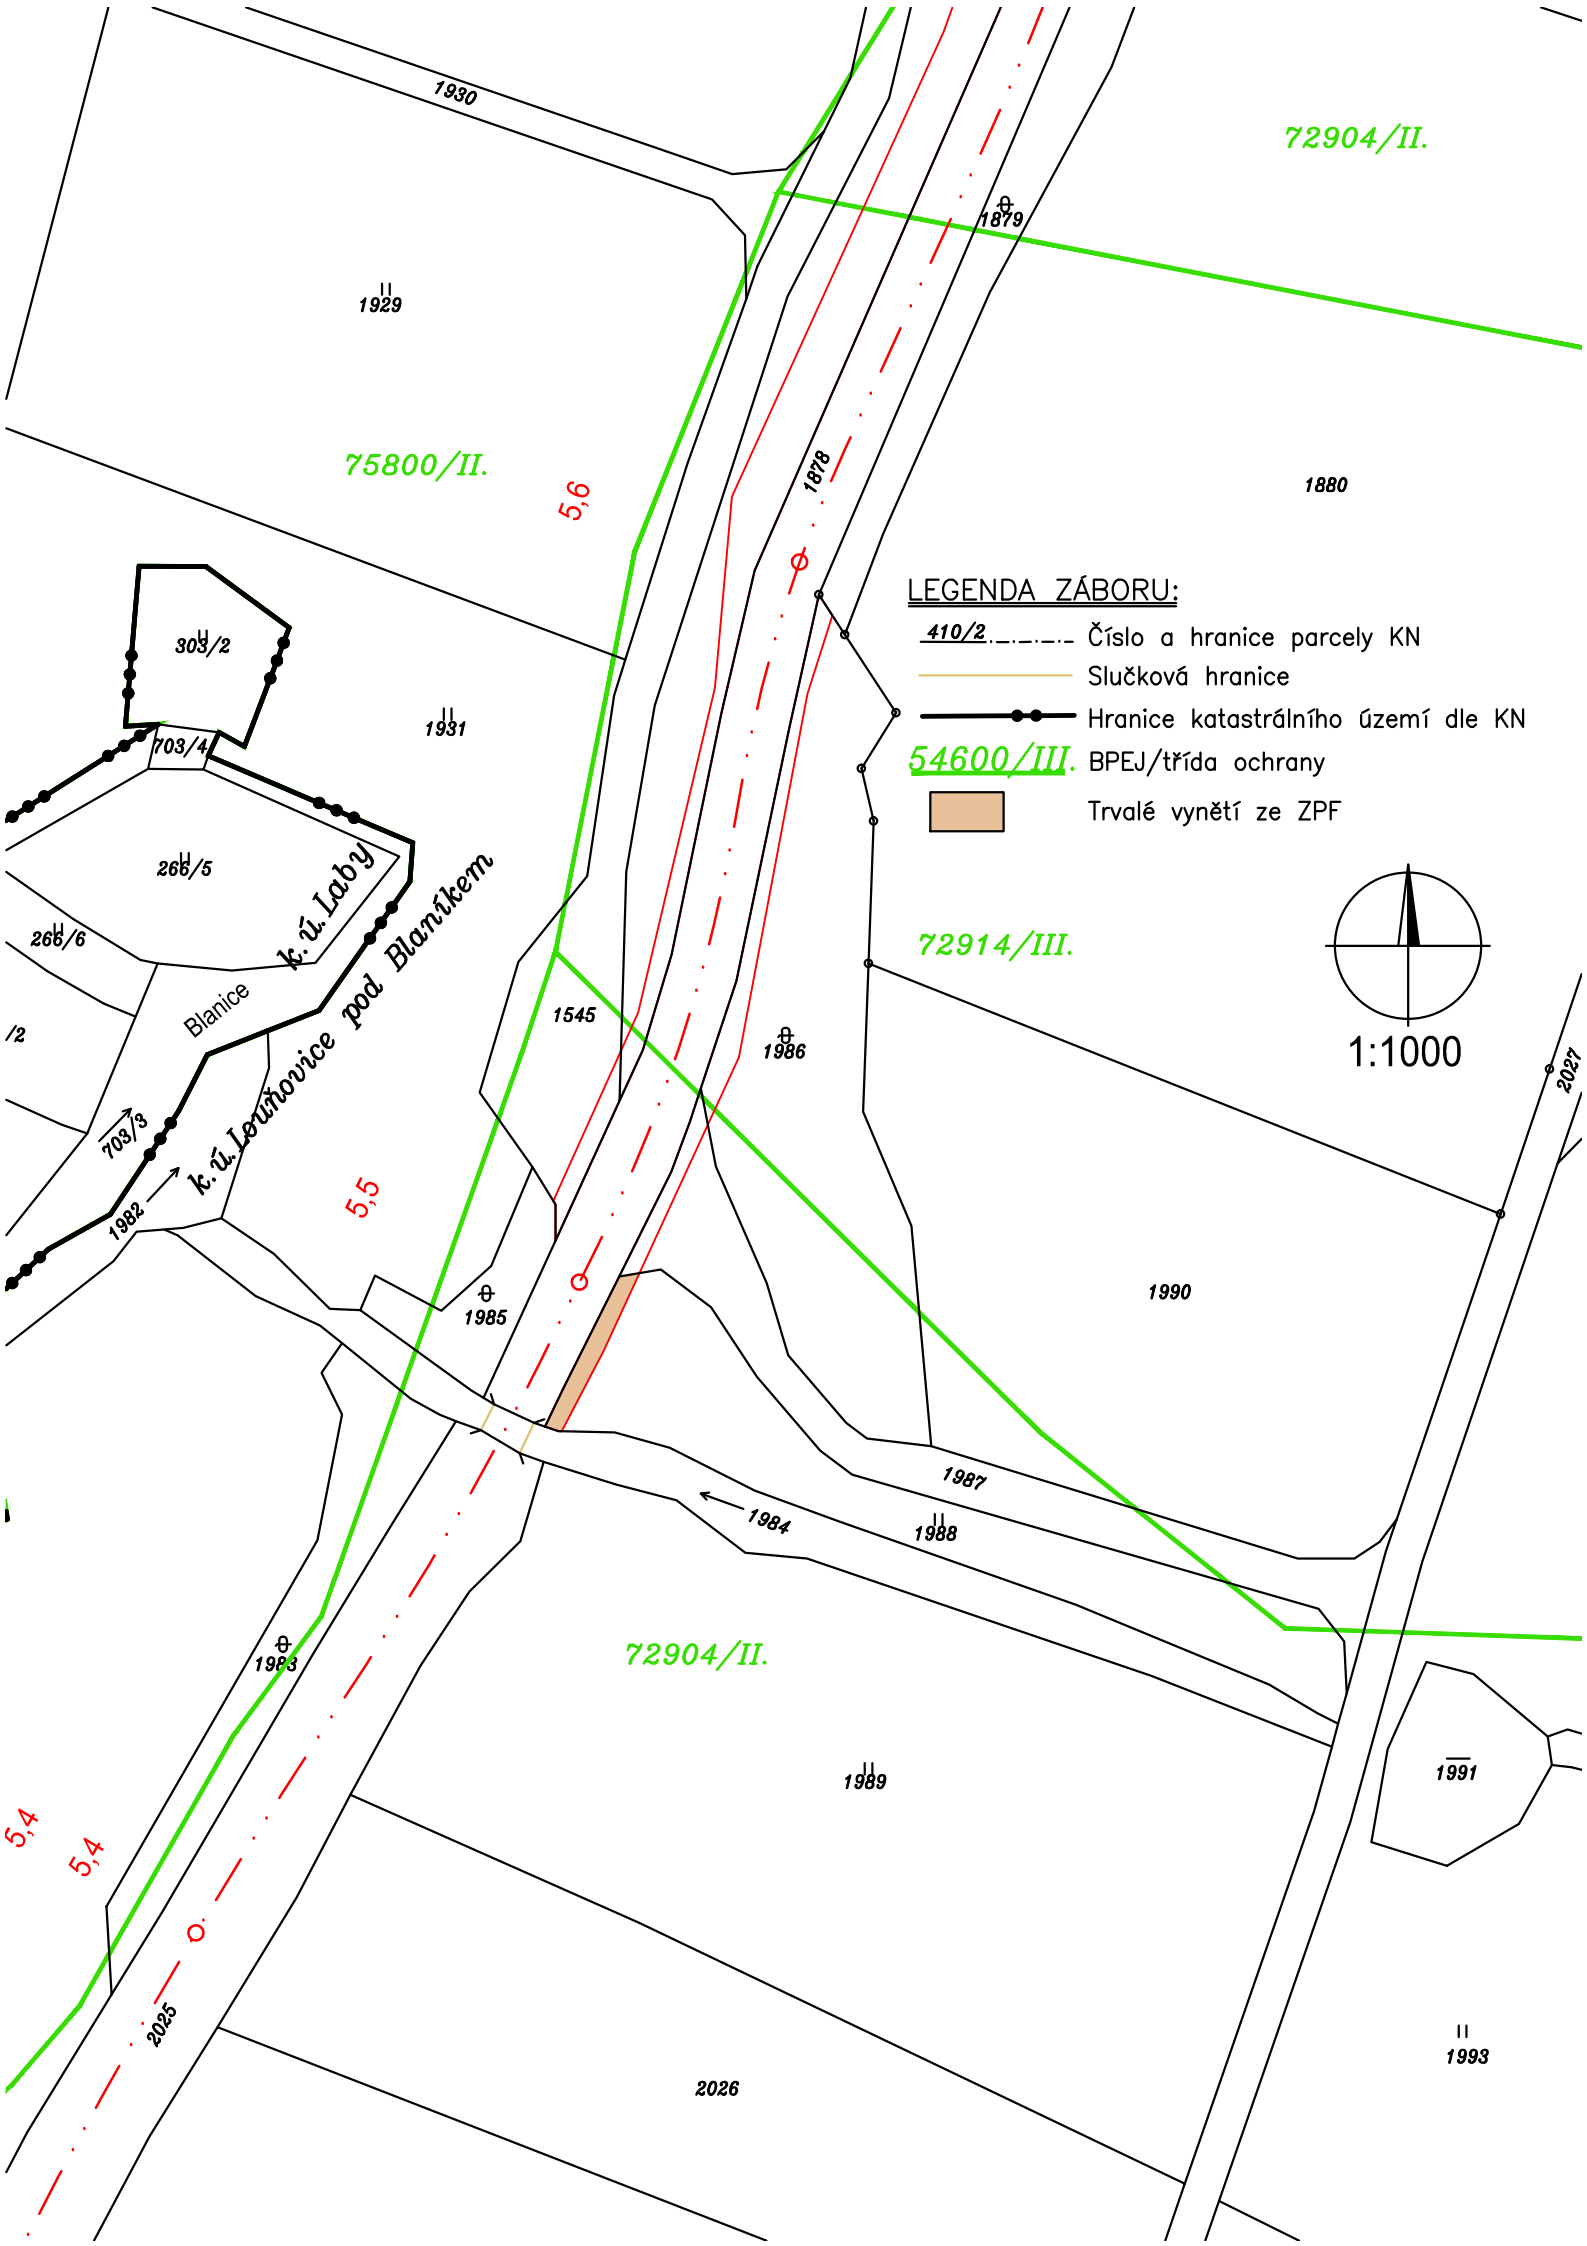 1930
72904/II.
1879
1929
75800/II.
5,6
1878
1880
LEGENDA ZÁBORU:
410/2 Číslo a hranice parcely KN
Slučková hranice
Hranice katastrálního území dle KN
54600/III. BPEJ/třída ochrany
Trvalé vynětí ze ZPF
303/2
1931
703/4
266/5
k.ú.Laby
266/6
72914/III.
Blanice
k.ú.Louňovice pod Blaníkem
1545
1986
/2
1:1000
2027
703/3
5,5
1982
1985
1990
1987
1984
1988
1983
72904/II.
1989
1991
5,4
5,4
2025
1993
2026